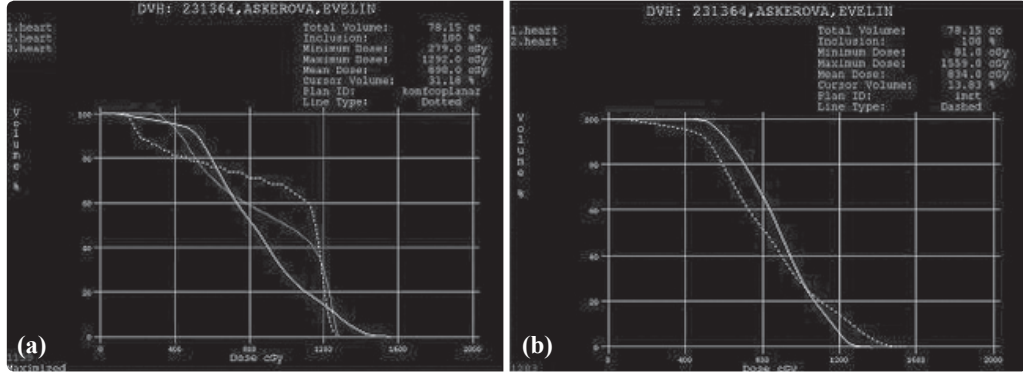 DVH: 231364,ASKEROVA,EVELIN
1.heart
2.heart
3.heart
Total Volume: 78.15 cc
Inclusion: 100 %
Minimum Dose: 279.0 cGy
Maximum Dose: 1292.0 cGy
Mean Dose: 898.0 cGy
Cursor Volume: 31.18 %
Plan ID: konfcoplanar
Line Type: Dotted
Volume %
100
80
60
40
20
0
0 400 800 1200 1600 2000
Dose cGy
(a)
Maximized
DVH: 231364,ASKEROVA,EVELIN
1.heart
2.heart
Total Volume: 78.15 cc
Inclusion: 100 %
Minimum Dose: 81.0 cGy
Maximum Dose: 1559.0 cGy
Mean Dose: 834.0 cGy
Cursor Volume: 13.83 %
Plan ID: imrt
Line Type: Dashed
Volume %
100
80
60
40
20
0
0 400 800 1200 1600 2000
Dose cGy
(b)